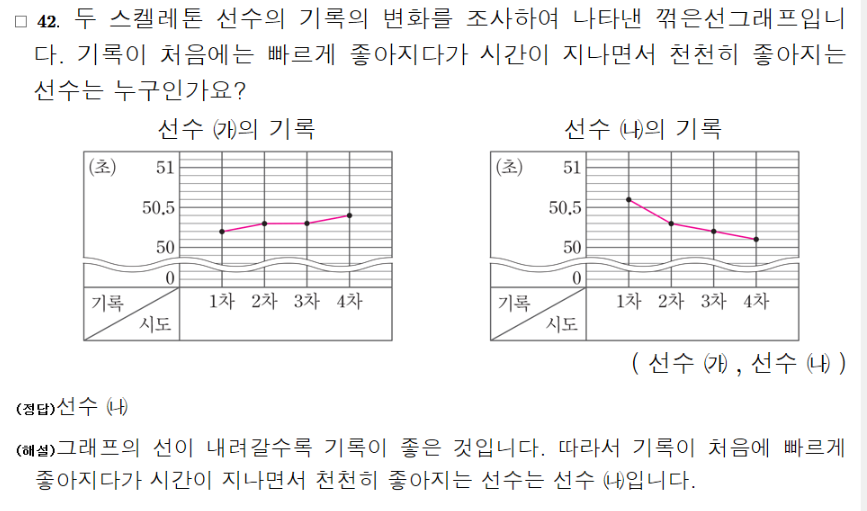 □ 42. 두 스켈레톤 선수의 기록의 변화를 조사하여 나타낸 꺾은선그래프입니
다. 기록이 처음에는 빠르게 좋아지다가 시간이 지나면서 천천히 좋아지는
선수는 누구인가요?
선수 ㈎의 기록
(초)
51
50.5
50
0
기록
시도
1차 2차 3차 4차
선수 ㈏의 기록
(초)
51
50.5
50
0
기록
시도
1차 2차 3차 4차
( 선수 ㈎ , 선수 ㈏ )
(정답)선수 ㈏
(해설)그래프의 선이 내려갈수록 기록이 좋은 것입니다. 따라서 기록이 처음에 빠르게
좋아지다가 시간이 지나면서 천천히 좋아지는 선수는 선수 ㈏입니다.